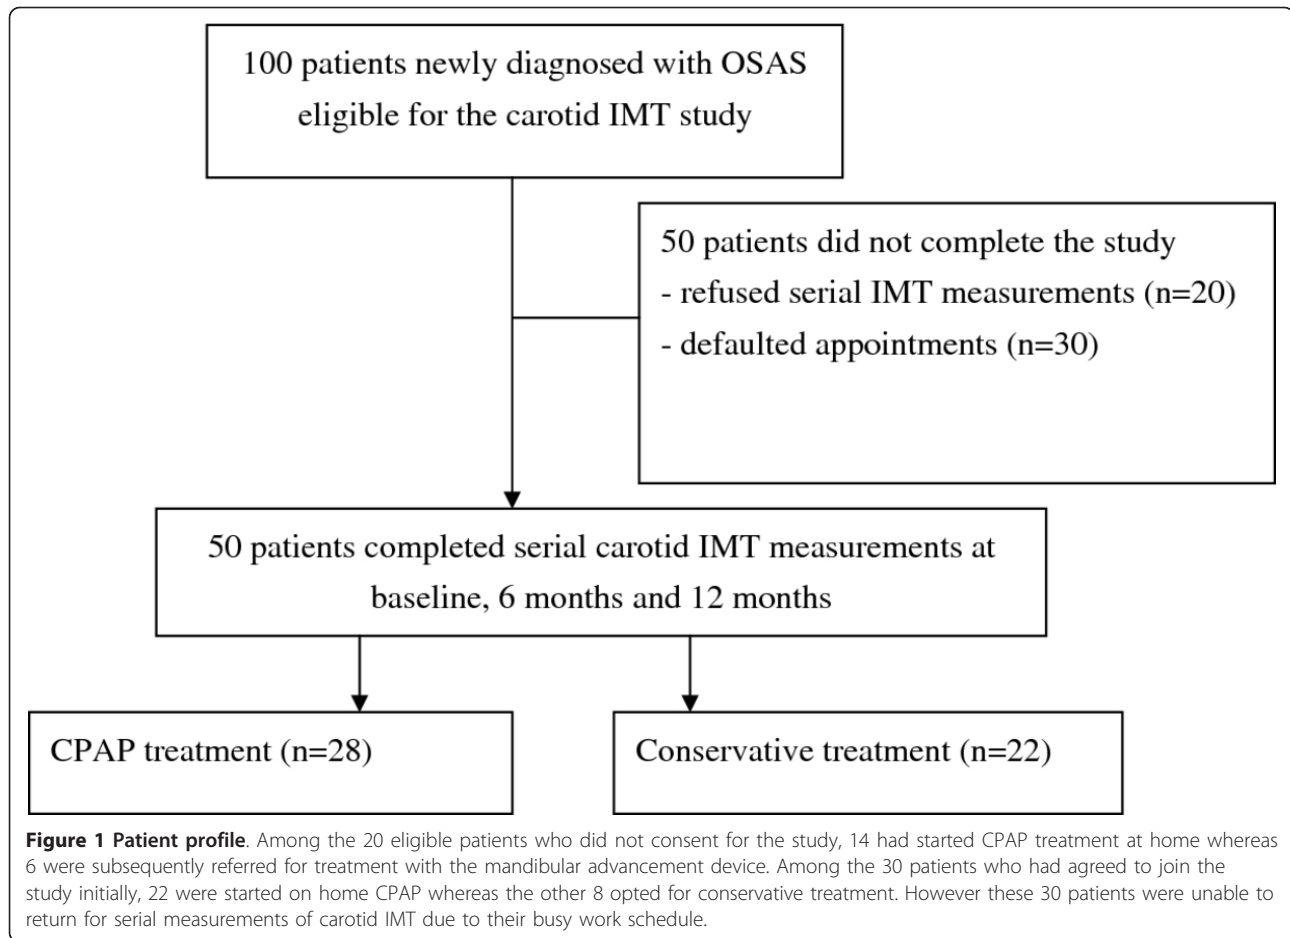 100 patients newly diagnosed with OSAS
eligible for the carotid IMT study
50 patients did not complete the study
- refused serial IMT measurements (n=20)
- defaulted appointments (n=30)
50 patients completed serial carotid IMT measurements at
baseline, 6 months and 12 months
CPAP treatment (n=28)
Conservative treatment (n=22)
Figure 1 Patient profile. Among the 20 eligible patients who did not consent for the study, 14 had started CPAP treatment at home whereas
6 were subsequently referred for treatment with the mandibular advancement device. Among the 30 patients who had agreed to join the
study initially, 22 were started on home CPAP whereas the other 8 opted for conservative treatment. However these 30 patients were unable to
return for serial measurements of carotid IMT due to their busy work schedule.